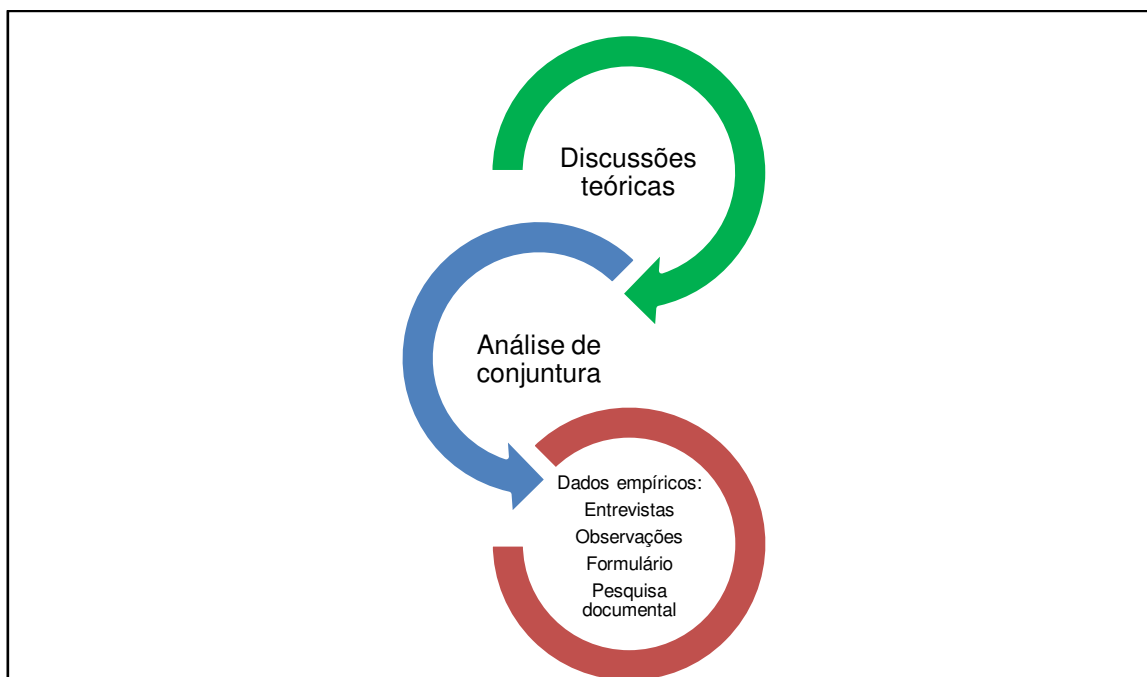 Discussões
teóricas
Análise de
conjuntura
Dados empíricos:
Entrevistas
Observações
Formulário
Pesquisa
documental